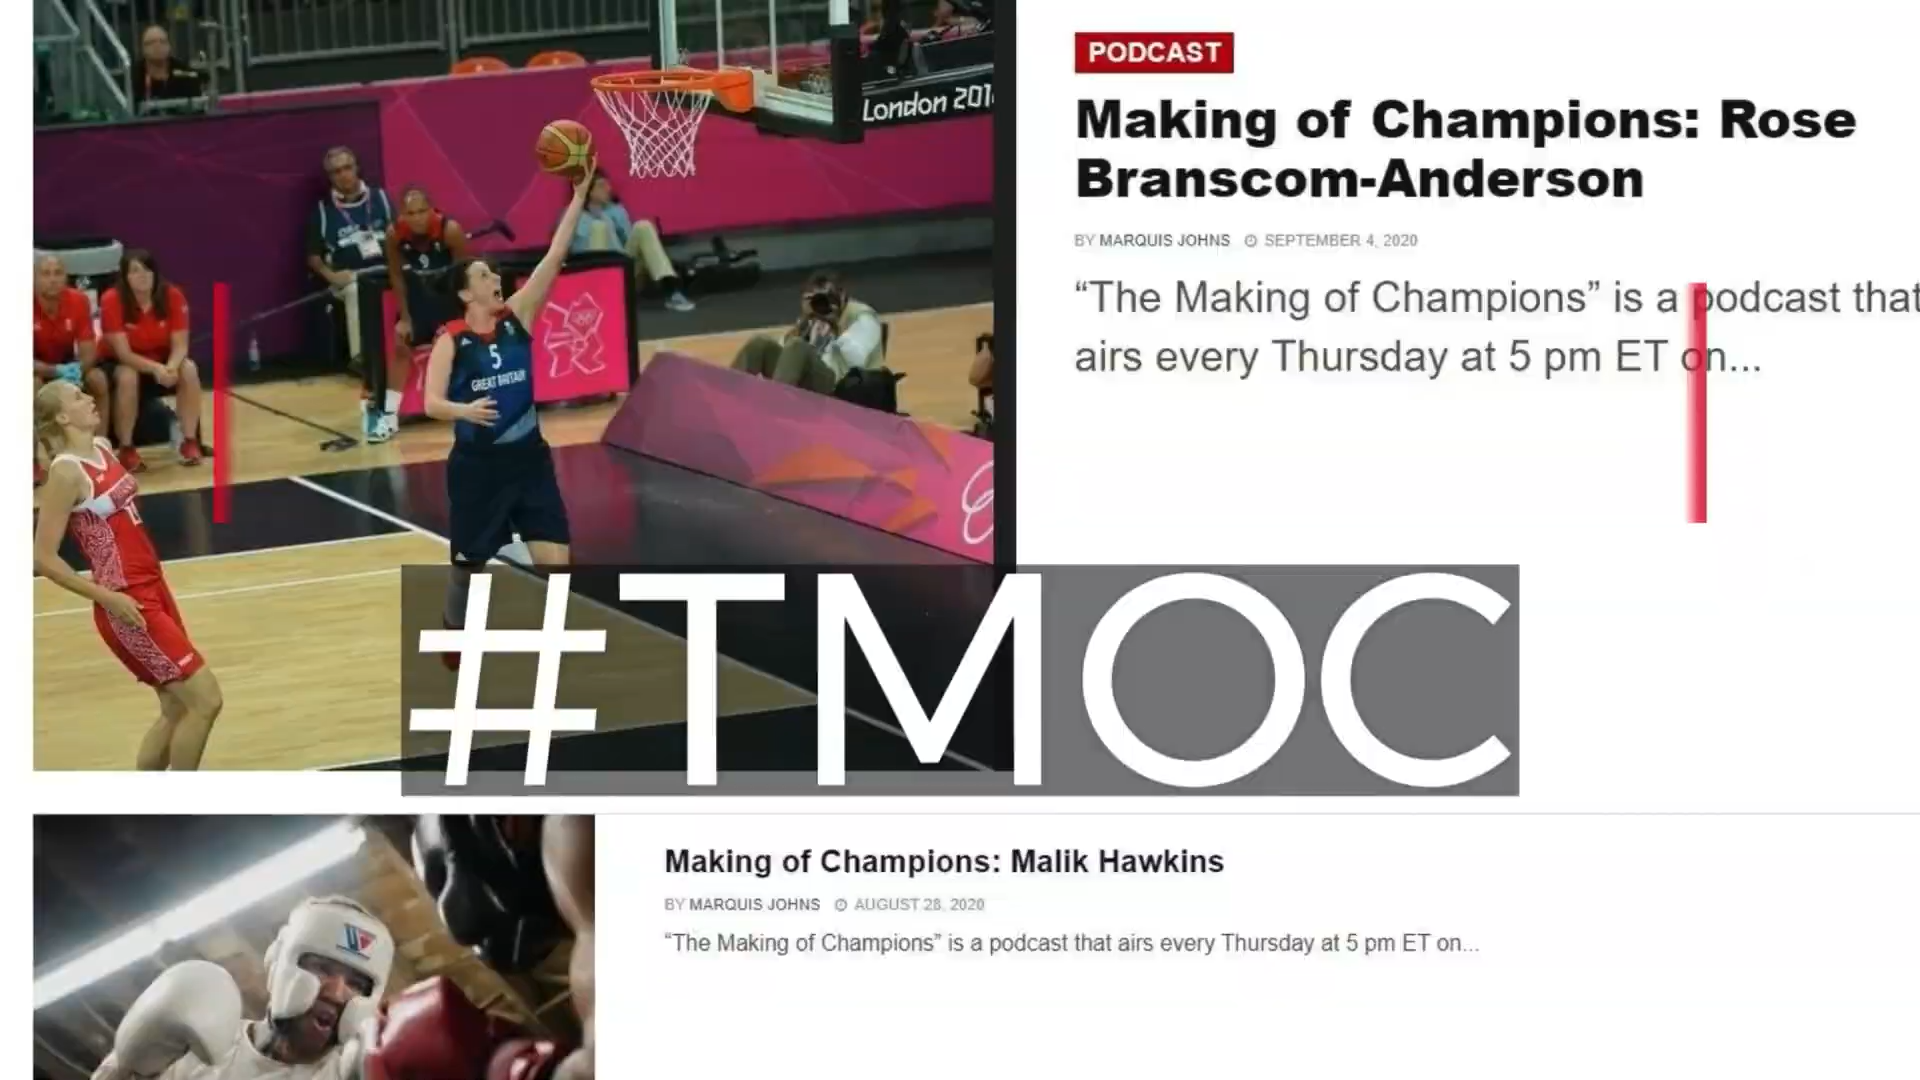 London 201
9
5
GREAT BRITAIN
PODCAST
Making of Champions: Rose
Branscom-Anderson
BY MARQUIS JOHNS SEPTEMBER 4, 2020
“The Making of Champions” is a podcast that
airs every Thursday at 5 pm ET on...
#TMOC
Making of Champions: Malik Hawkins
BY MARQUIS JOHNS AUGUST 28, 2020
“The Making of Champions” is a podcast that airs every Thursday at 5 pm ET on...